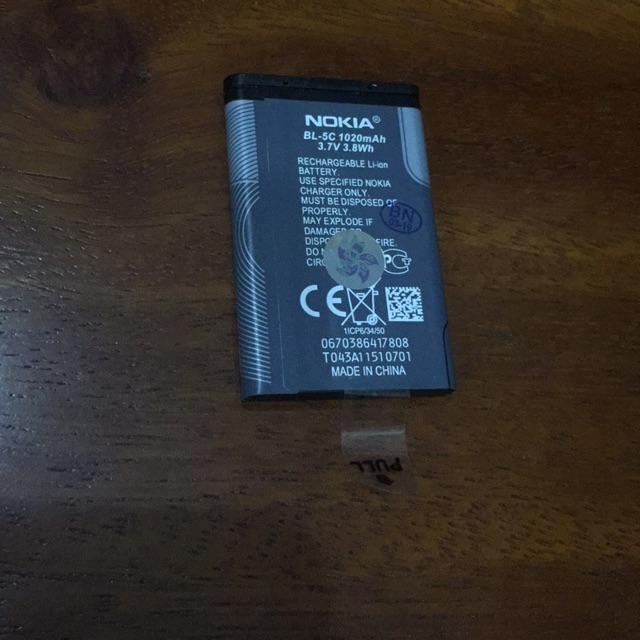 NOKIA®
BL-5C 1020mAh
3.7V 3.8Wh
RECHARGEABLE Li-ion
BATTERY.
USE SPECIFIED NOKIA
CHARGER ONLY.
MUST BE DISPOSED OF
PROPERLY.
MAY EXPLODE IF
BN
DO
CE
1ICP6/34/50
0670386417808
T043A11510701
MADE IN CHINA
PULL